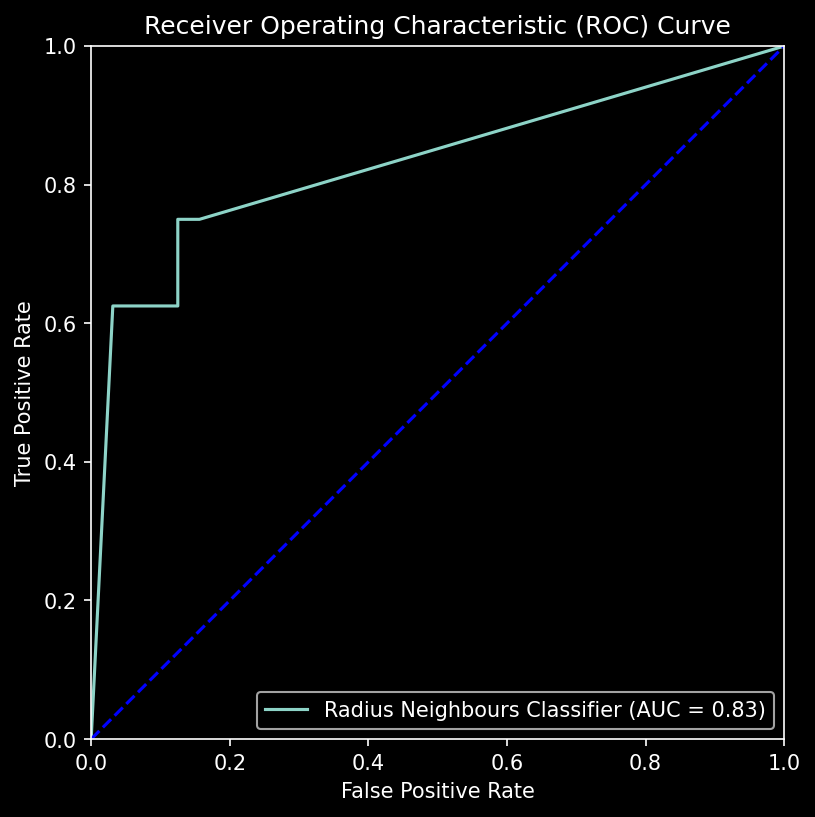 Receiver Operating Characteristic (ROC) Curve
1.0
0.8
0.6
0.4
0.2
0.0
True Positive Rate
Radius Neighbours Classifier (AUC = 0.83)
0.0 0.2 0.4 0.6 0.8 1.0
False Positive Rate